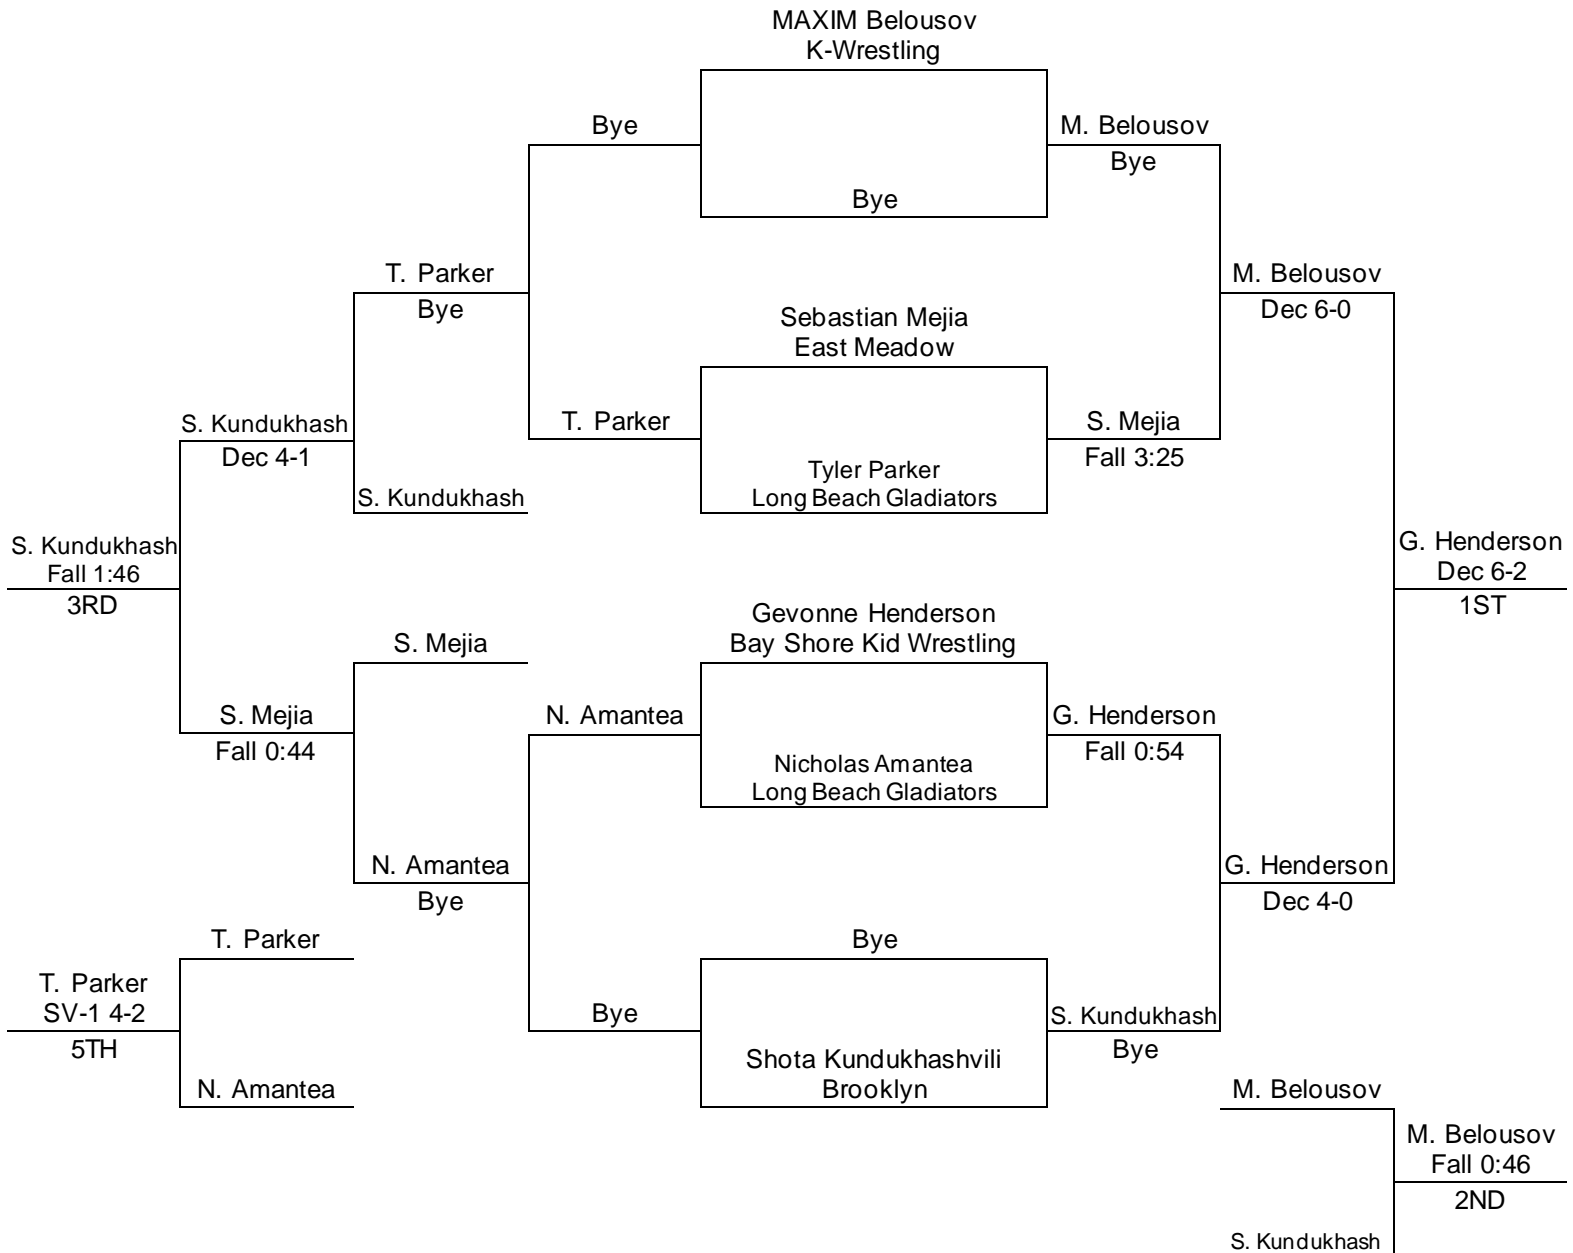 MAXIM Belousov
K-Wrestling
Bye
M. Belousov
Bye
Bye
T. Parker
Bye
M. Belousov
Dec 6-0
Sebastian Mejia
East Meadow
S. Kundukhash
Dec 4-1
T. Parker
S. Mejia
Fall 3:25
Tyler Parker
Long Beach Gladiators
S. Kundukhash
S. Kundukhash
Fall 1:46
3RD
G. Henderson
Dec 6-2
1ST
Gevonne Henderson
Bay Shore Kid Wrestling
S. Mejia
S. Mejia
Fall 0:44
N. Amantea
G. Henderson
Fall 0:54
Nicholas Amantea
Long Beach Gladiators
N. Amantea
Bye
G. Henderson
Dec 4-0
T. Parker
Bye
T. Parker
SV-1 4-2
5TH
Bye
S. Kundukhash
Bye
Shota Kundukhashvili
Brooklyn
N. Amantea
M. Belousov
M. Belousov
Fall 0:46
2ND
S. Kundukhash